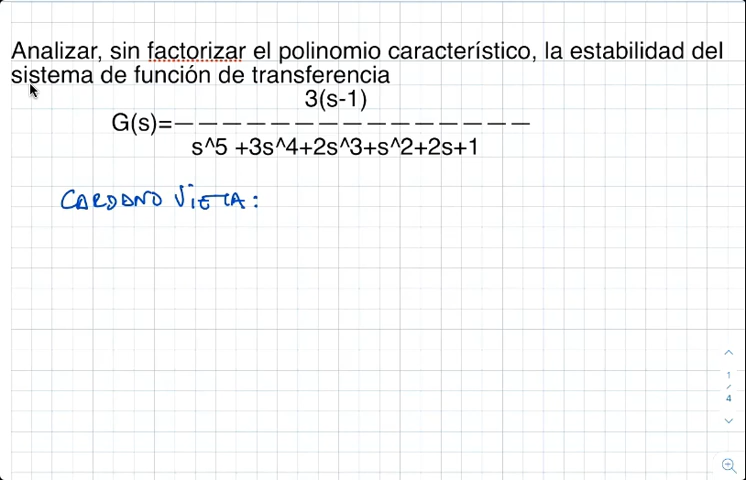 Analizar, sin factorizar el polinomio característico, la estabilidad del
sistema de función de transferencia
3(s-1)
G(s)=— — — — — — — — — — — — — — —
s^5 +3s^4+2s^3+s^2+2s+1
CARDANO VIETA:
1
/
4